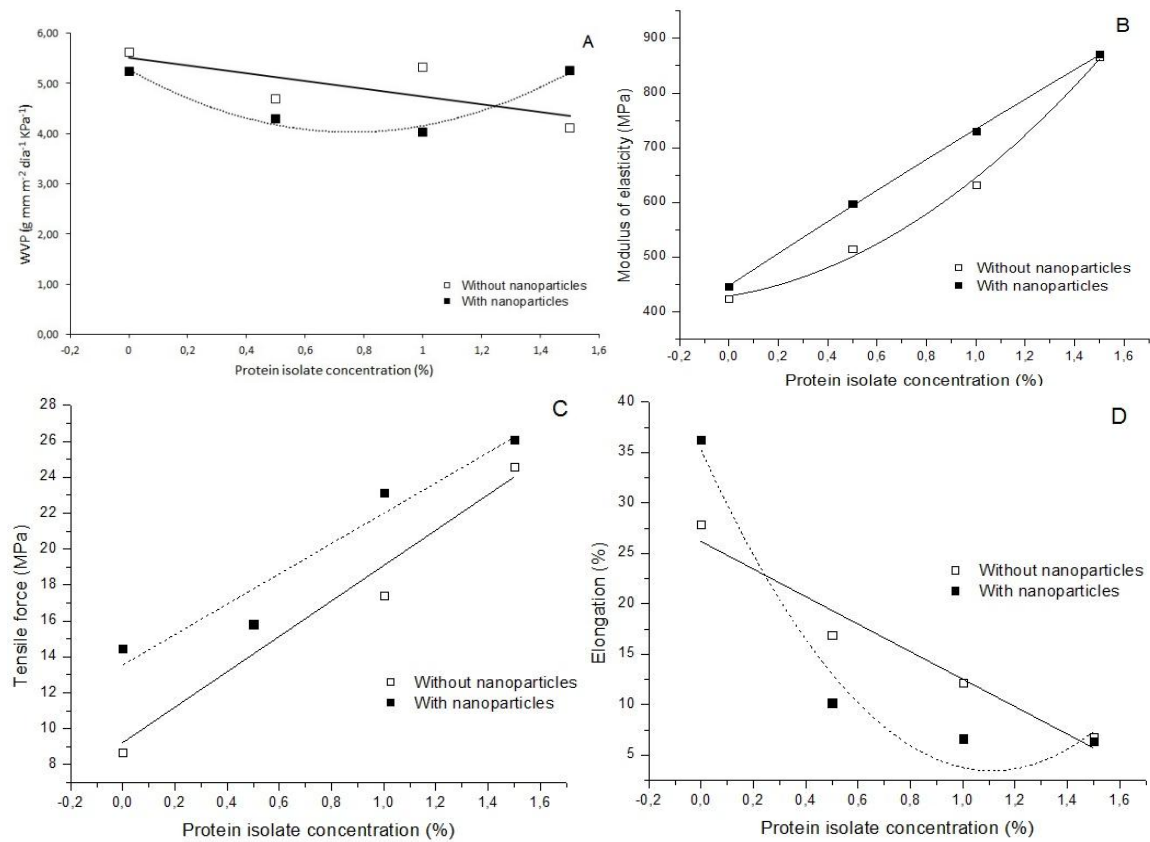 A
6,00
5,00
4,00
3,00
2,00
1,00
0,00
WVP (g mm m⁻² dia⁻¹ KPa⁻¹)
□ Without nanoparticles
■ With nanoparticles
-0,2 0 0,2 0,4 0,6 0,8 1 1,2 1,4 1,6
Protein isolate concentration (%)
B
900
800
700
600
500
400
Modulus of elasticity (MPa)
□ Without nanoparticles
■ With nanoparticles
-0,2 0,0 0,2 0,4 0,6 0,8 1,0 1,2 1,4 1,6
Protein isolate concentration (%)
C
28
26
24
22
20
18
16
14
12
10
8
Tensile force (MPa)
□ Without nanoparticles
■ With nanoparticles
-0,2 0,0 0,2 0,4 0,6 0,8 1,0 1,2 1,4 1,6
Protein isolate concentration (%)
D
40
35
30
25
20
15
10
5
Elongation (%)
□ Without nanoparticles
■ With nanoparticles
-0,2 0,0 0,2 0,4 0,6 0,8 1,0 1,2 1,4 1,6
Protein isolate concentration (%)